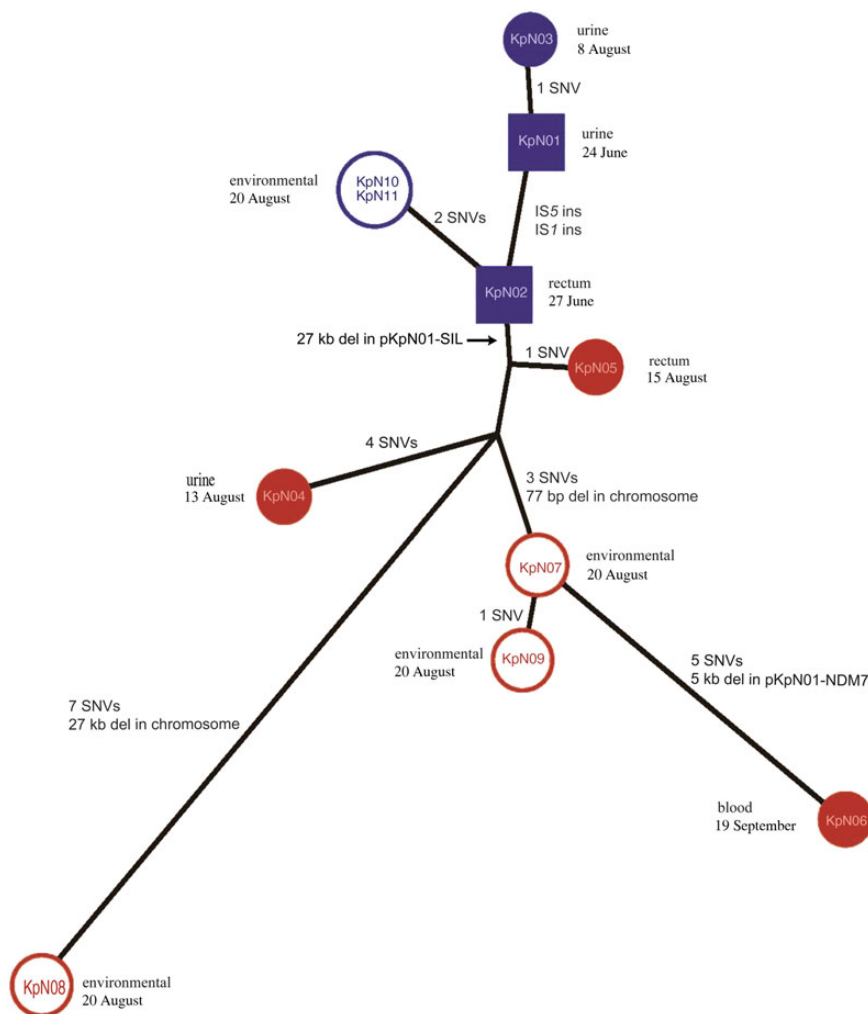 KpN03
urine
8 August
1 SNV
KpN01
urine
24 June
environmental
20 August
KpN10
KpN11
2 SNVs
IS5 ins
IS1 ins
KpN02
rectum
27 June
27 kb del in pKpN01-SIL
1 SNV
KpN05
rectum
15 August
4 SNVs
urine
13 August
KpN04
3 SNVs
77 bp del in chromosome
KpN07
environmental
20 August
1 SNV
environmental
20 August
KpN09
5 SNVs
5 kb del in pKpN01-NDM7
7 SNVs
27 kb del in chromosome
blood
19 September
KpN06
KpN08
environmental
20 August